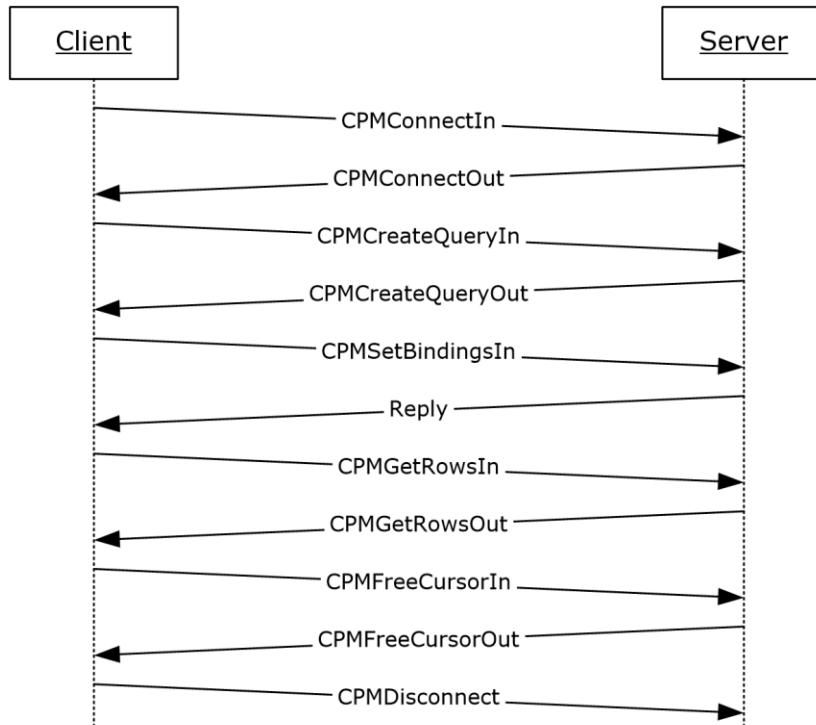 Client
Server
CPMConnectIn
CPMConnectOut
CPMCreateQueryIn
CPMCreateQueryOut
CPMSetBindingsIn
Reply
CPMGetRowsIn
CPMGetRowsOut
CPMFreeCursorIn
CPMFreeCursorOut
CPMDisconnect